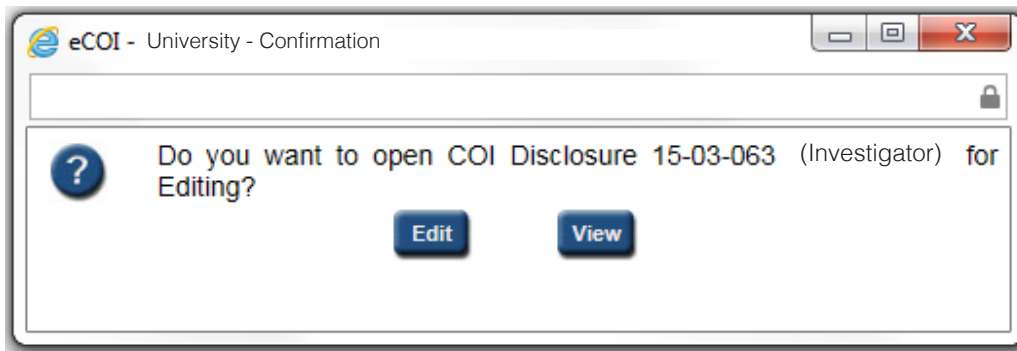 eCOI - University - Confirmation
Do you want to open COI Disclosure 15-03-063 (Investigator) for
Editing?
Edit View